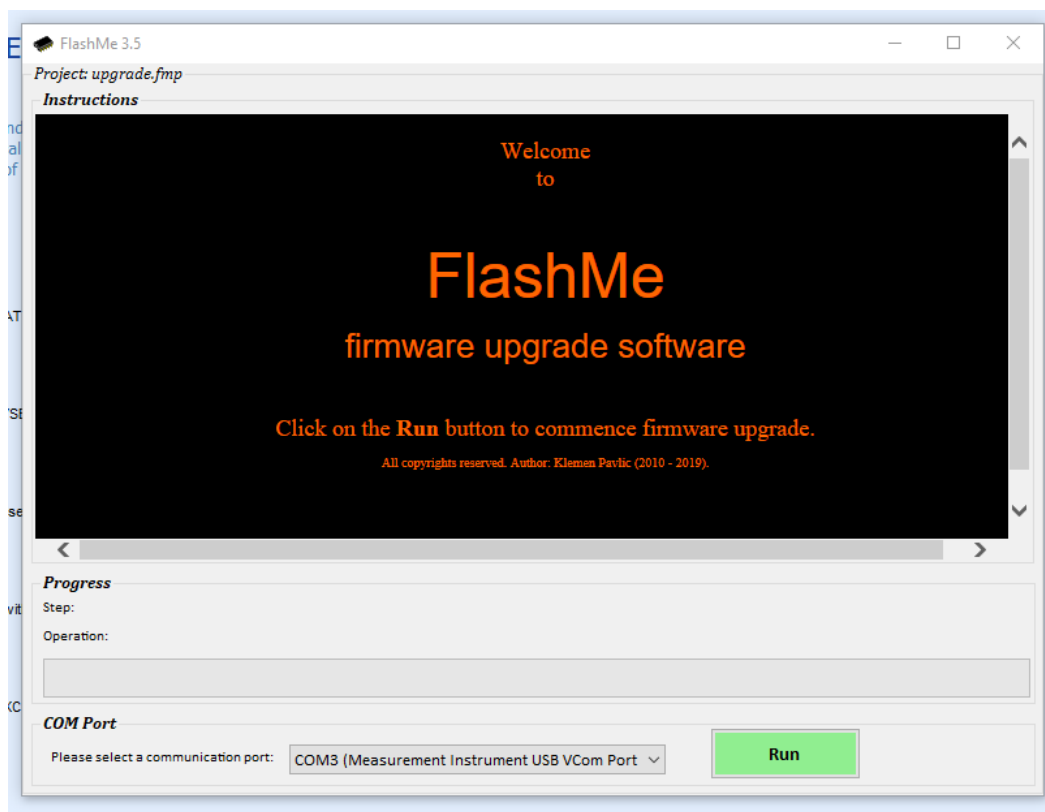 FlashMe 3.5
Project: upgrade.fmp
Instructions
Welcome
to
FlashMe
firmware upgrade software
Click on the Run button to commence firmware upgrade.
All copyrights reserved. Author: Klemen Pavlic (2010 - 2019).
Progress
Step:
Operation:
COM Port
Please select a communication port:
COM3 (Measurement Instrument USB VCom Port
Run